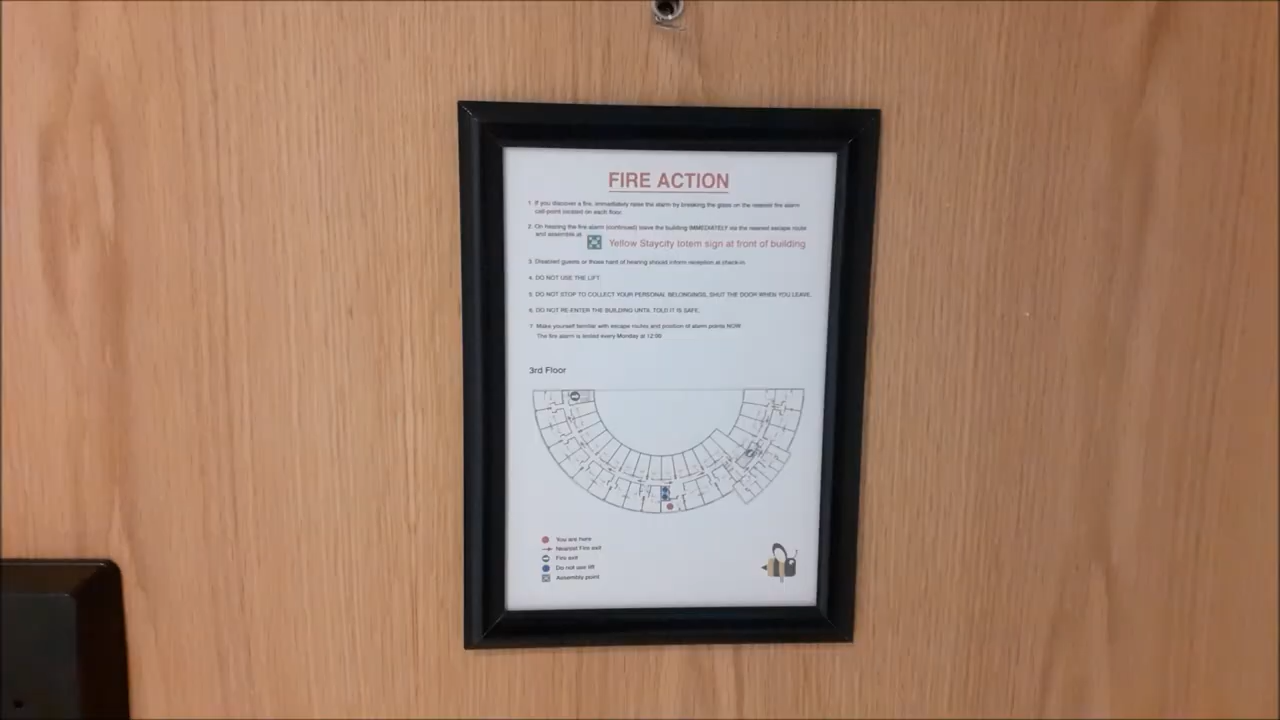 FIRE ACTION
1. If you discover a fire, immediately raise the alarm by breaking the glass on the nearest fire alarm
call-point located on each floor.
2. On hearing the fire alarm (continued) leave the building IMMEDIATELY via the nearest escape route
and assemble at
Yellow Staycity totem sign at front of building
3. Disabled guests or those hard of hearing should inform reception at check-in.
4. DO NOT USE THE LIFT.
5. DO NOT STOP TO COLLECT YOUR PERSONAL BELONGINGS, SHUT THE DOOR WHEN YOU LEAVE.
6. DO NOT RE-ENTER THE BUILDING UNTIL TOLD IT IS SAFE.
7. Make yourself familiar with escape routes and position of alarm points NOW
The fire alarm is tested every Monday at 12:00
3rd Floor
You are here
Nearest Fire exit
Fire exit
Do not use lift
Assembly point